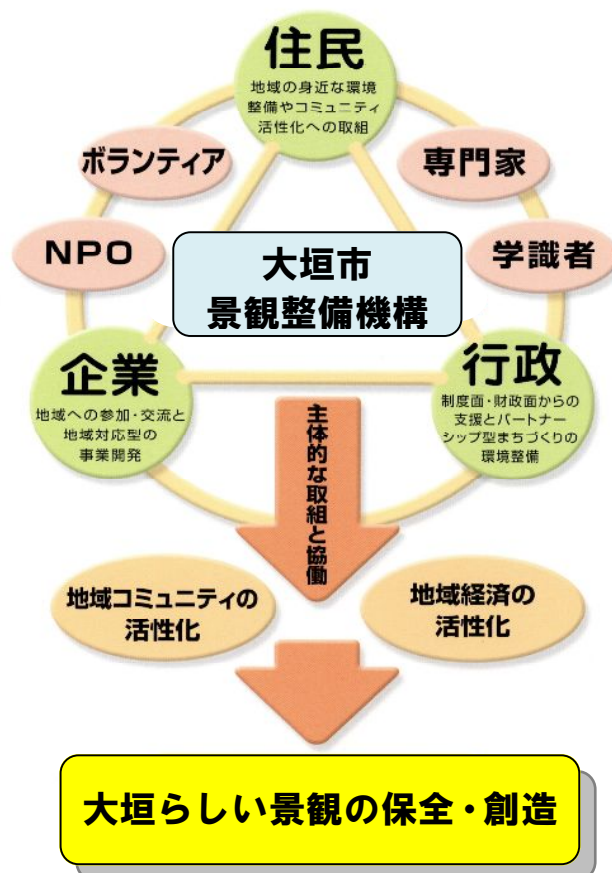 住民
地域の身近な環境
整備やコミュニティ
活性化への取組
ボランティア
専門家
NPO
学識者
大垣市
景観整備機構
企業
地域への参加・交流と
地域対応型の
事業開発
行政
制度面・財政面からの
支援とパートナー
シップ型まちづくりの
環境整備
主体的な取組と協働
地域コミュニティの
活性化
地域経済の
活性化
大垣らしい景観の保全・創造